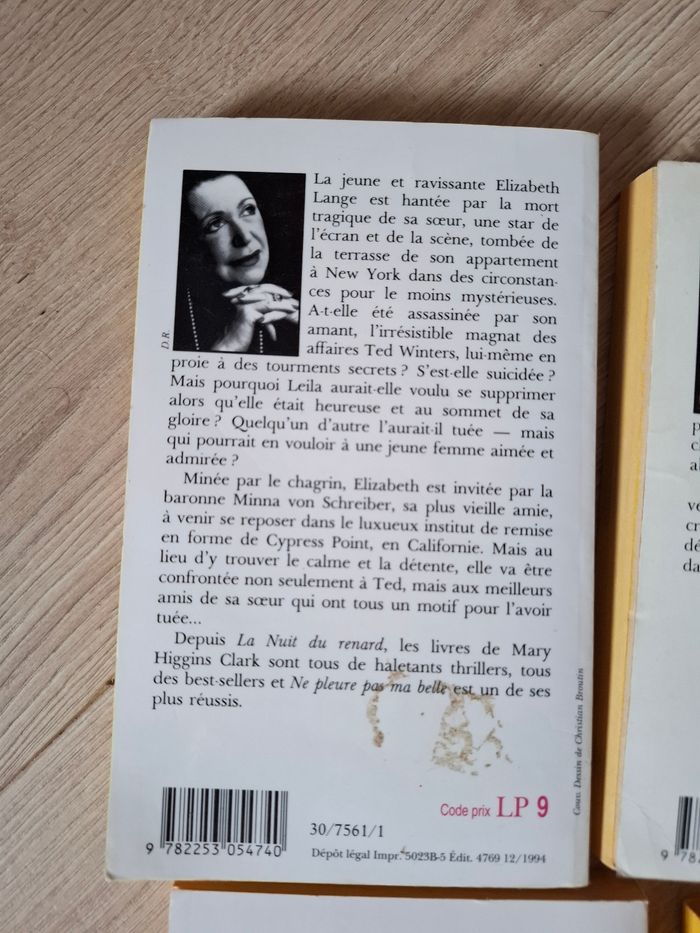 La jeune et ravissante Elizabeth
Lange est hantée par la mort
tragique de sa sœur, une star de
l'écran et de la scène, tombée de
la terrasse de son appartement
à New York dans des circonstan-
ces pour le moins mystérieuses.
A-t-elle été assassinée par son
amant, l'irrésistible magnat des
affaires Ted Winters, lui-même en
proie à des tourments secrets ? S'est-elle suicidée ?
Mais pourquoi Leila aurait-elle voulu se supprimer
alors qu'elle était heureuse et au sommet de sa
gloire ? Quelqu'un d'autre l'aurait-il tuée — mais
qui pourrait en vouloir à une jeune femme aimée et
admirée ?
Minée par le chagrin, Elizabeth est invitée par la
baronne Minna von Schreiber, sa plus vieille amie,
à venir se reposer dans le luxueux institut de remise
en forme de Cypress Point, en Californie. Mais au
lieu d'y trouver le calme et la détente, elle va être
confrontée non seulement à Ted, mais aux meilleurs
amis de sa sœur qui ont tous un motif pour l'avoir
tuée...
Depuis La Nuit du renard, les livres de Mary
Higgins Clark sont tous de haletants thrillers, tous
des best-sellers et Ne pleure pas ma belle est un de ses
plus réussis.
D.R.
Couv. Dessin de Christian Broutin
Code prix LP 9
30/7561/1
9 782253 054740
Dépôt légal Impr. 5023B-5 Édit. 4769 12/1994
p
cl
al
ve
cr
dé
da
9 782